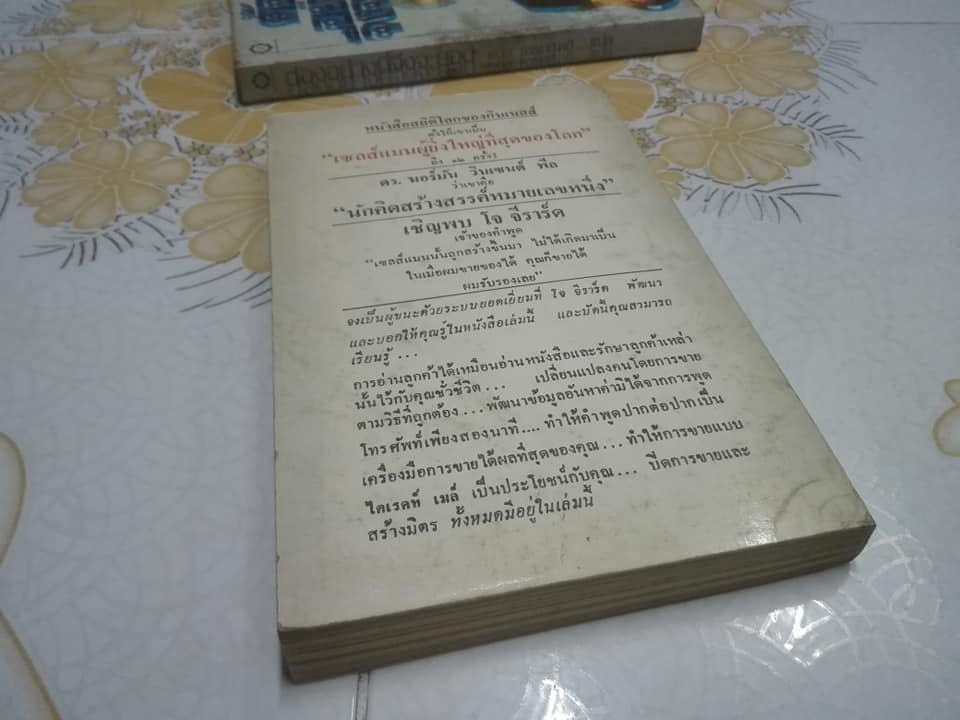 หนังสือสถิติโลกของกินเนสส์
ตั้งให้เขาเป็น
"เซลส์แมนผู้ยิ่งใหญ่ที่สุดของโลก"
ถึง ๑๒ ครั้ง!
ดร. นอร์มัน วินเซนต์ พีล
ว่าเขาคือ
"นักคิดสร้างสรรค์หมายเลขหนึ่ง"
เชิญพบ โจ จีราร์ด
เจ้าของคำพูด
"เซลส์แมนนั้นถูกสร้างขึ้นมา ไม่ได้เกิดมาเป็น
ในเมื่อผมขายของได้ คุณก็ขายได้
ผมรับรองเลย"
จงเป็นผู้ชนะด้วยระบบยอดเยี่ยมที่ โจ จีราร์ด พัฒนา
และบอกให้คุณรู้ในหนังสือเล่มนี้ และบัดนี้คุณสามารถ
เรียนรู้ ...
การอ่านลูกค้าได้เหมือนอ่านหนังสือและรักษาลูกค้าเหล่า
นั้นไว้กับคุณชั่วชีวิต ... เปลี่ยนแปลงคนโดยการขาย
ตามวิธีที่ถูกต้อง ... พัฒนาข้อมูลอันหาค่ามิได้จากการพูด
โทรศัพท์เพียงสองนาที .... ทำให้คำพูดปากต่อปากเป็น
เครื่องมือการขายได้ผลที่สุดของคุณ ... ทำให้การขายแบบ
ไดเรคท์ เมล์ เป็นประโยชน์กับคุณ ... ปิดการขายและ
สร้างมิตร ทั้งหมดมีอยู่ในเล่มนี้